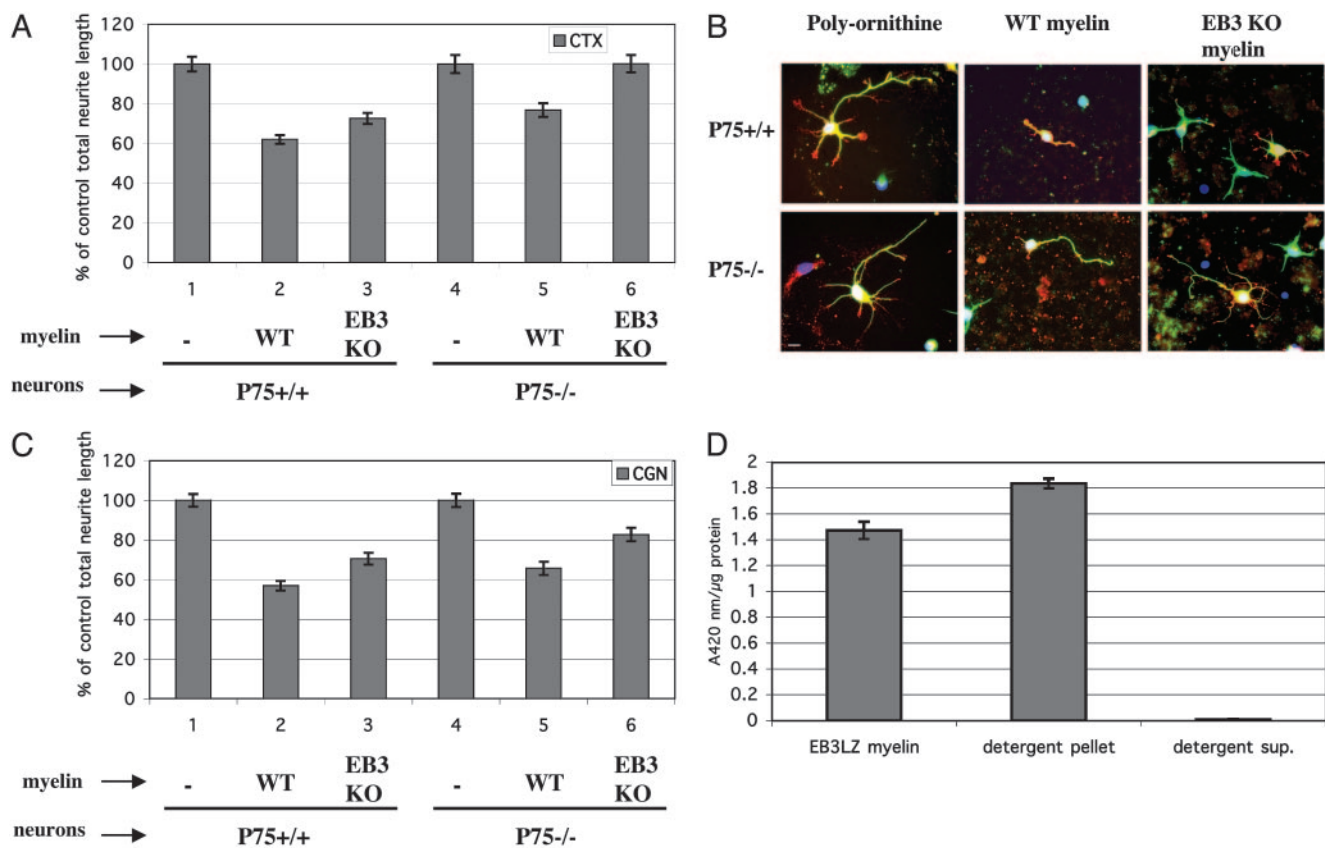 A
% of control total neurite length
120
100
80
60
40
20
0
CTX
1 2 3 4 5 6
myelin → - WT EB3 KO - WT EB3 KO
neurons → P75+/+ P75-/-
B
Poly-ornithine WT myelin EB3 KO myelin
P75+/+
P75-/-
C
% of control total neurite length
120
100
80
60
40
20
0
CGN
1 2 3 4 5 6
myelin → - WT EB3 KO - WT EB3 KO
neurons → P75+/+ P75-/-
D
A420 nm/µg protein
2
1.8
1.6
1.4
1.2
1
0.8
0.6
0.4
0.2
0
EB3LZ myelin detergent pellet detergent sup.